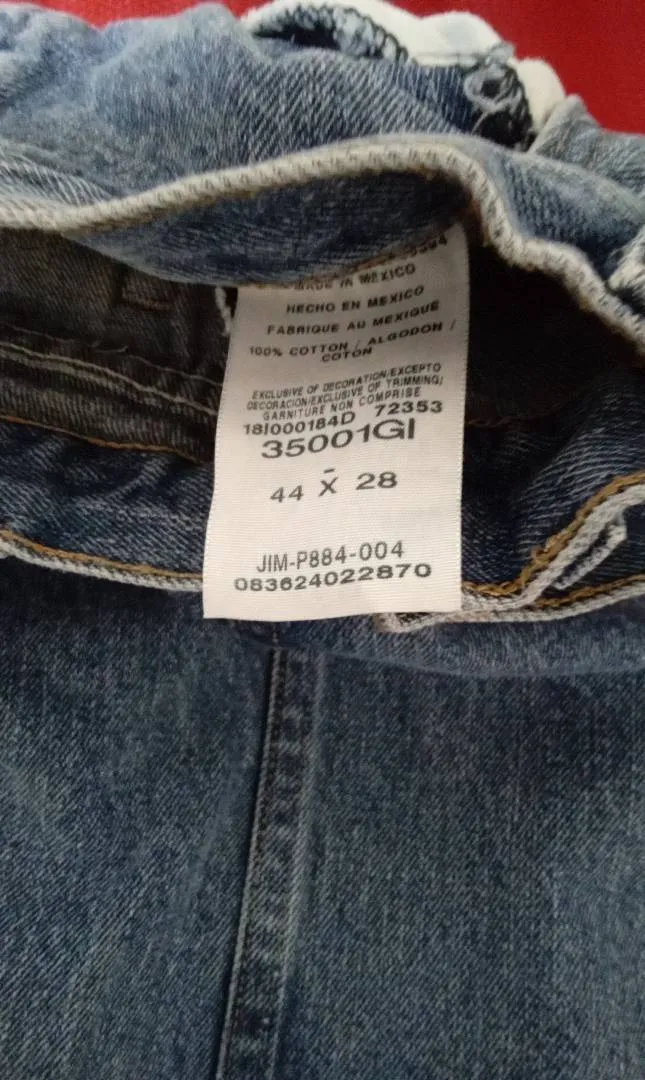 MADE IN MEXICO
HECHO EN MEXICO
FABRIQUE AU MEXIQUE
100% COTTON / ALGODON /
COTON
EXCLUSIVE OF DECORATION/EXCEPTO
DECORACION/EXCLUSIVE OF TRIMMING/
GARNITURE NON COMPRISE
18I000184D 72353
35001GI
44 X 28
JIM-P884-004
083624022870